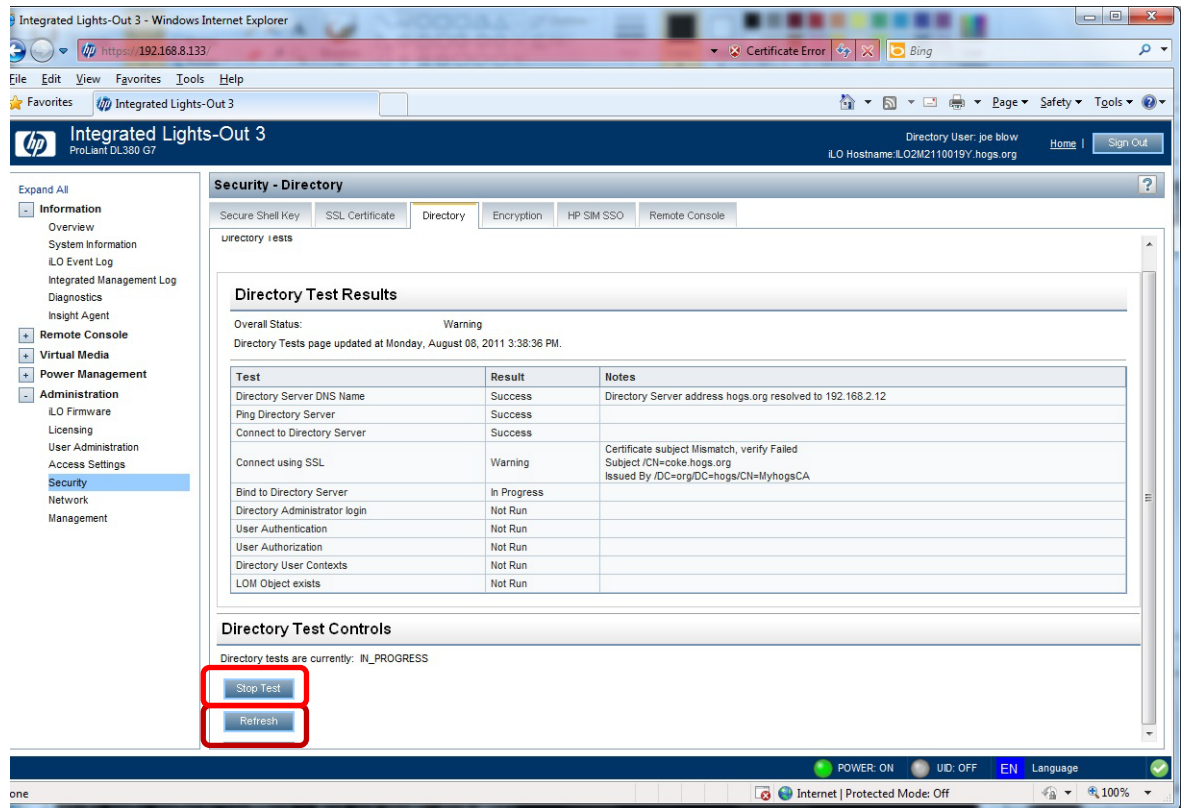 Integrated Lights-Out 3 - Windows Internet Explorer
https://192.168.8.133/
Certificate Error
Bing
File Edit View Favorites Tools Help
Favorites
Integrated Lights-Out 3
Page Safety Tools
hp
Integrated Lights-Out 3
ProLiant DL380 G7
Directory User: joe blow
iLO Hostname:ILO2M2110019Y.hogs.org
Home |
Sign Out
Expand All
- Information
Overview
System Information
iLO Event Log
Integrated Management Log
Diagnostics
Insight Agent
+ Remote Console
+ Virtual Media
+ Power Management
- Administration
iLO Firmware
Licensing
User Administration
Access Settings
Security
Network
Management
Security - Directory
?
Secure Shell Key SSL Certificate Directory Encryption HP SIM SSO Remote Console
Directory Tests
Directory Test Results
Overall Status: Warning
Directory Tests page updated at Monday, August 08, 2011 3:38:36 PM.
Test Result Notes
Directory Server DNS Name Success Directory Server address hogs.org resolved to 192.168.2.12
Ping Directory Server Success
Connect to Directory Server Success
Connect using SSL Warning Certificate subject Mismatch, verify Failed
Subject /CN=coke.hogs.org
Issued By /DC=org/DC=hogs/CN=MyhogsCA
Bind to Directory Server In Progress
Directory Administrator login Not Run
User Authentication Not Run
User Authorization Not Run
Directory User Contexts Not Run
LOM Object exists Not Run
Directory Test Controls
Directory tests are currently: IN_PROGRESS
Stop Test
Refresh
POWER: ON UID: OFF EN Language
one
Internet | Protected Mode: Off
100%